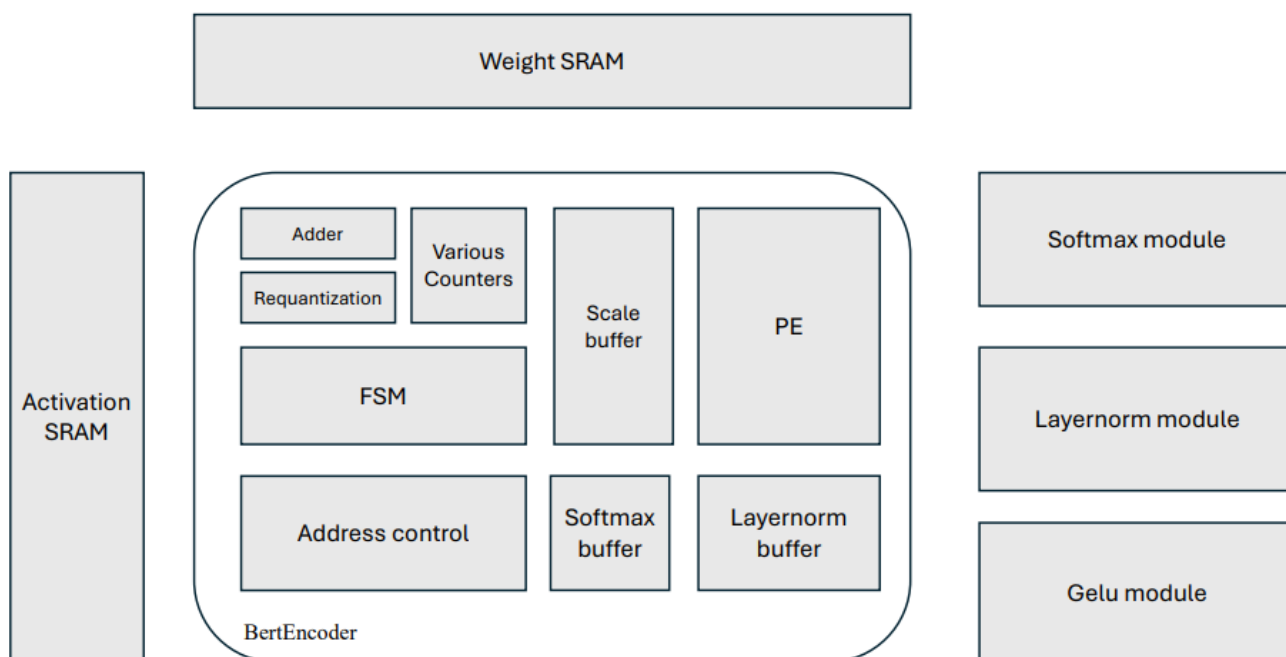 Weight SRAM
Activation
SRAM
Adder
Requantization
Various
Counters
Scale
buffer
PE
FSM
Address control
Softmax
buffer
Layernorm
buffer
BertEncoder
Softmax module
Layernorm module
Gelu module